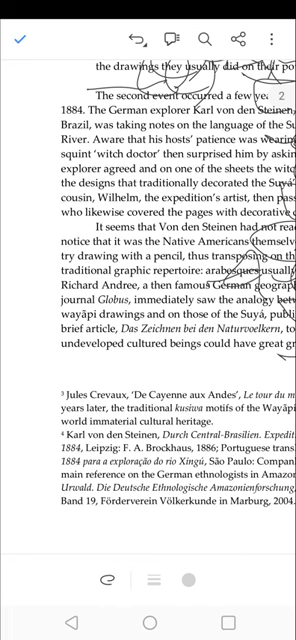 the drawings they usually did on their po
The second event occurred a few yea
2
1884. The German explorer Karl von den Steinen,
Brazil, was taking notes on the language of the Su
River. Aware that his hosts' patience was wearin
squint 'witch doctor' then surprised him by askin
explorer agreed and on one of the sheets the witc
the designs that traditionally decorated the Suyá
cousin, Wilhelm, the expedition's artist, then pass
who likewise covered the pages with decorative
It seems that Von den Steinen had not rea
notice that it was the Native Americans themselv
try drawing with a pencil, thus transposing on th
traditional graphic repertoire: arabesques usually
Richard Andree, a then famous German geograp
journal Globus, immediately saw the analogy betw
wayãpi drawings and on those of the Suyá, publi
brief article, Das Zeichnen bei den Naturvoelkern, to
undeveloped cultured beings could have great gr
³ Jules Crevaux, 'De Cayenne aux Andes', Le tour du m
years later, the traditional kusiwa motifs of the Wayãpi
world immaterial cultural heritage.
⁴ Karl von den Steinen, Durch Central-Brasilien. Expedit
1884, Leipzig: F. A. Brockhaus, 1886; Portuguese transl
1884 para a exploração do rio Xingú, São Paulo: Compan
main reference on the German ethnologists in Amazon
Urwald. Die Deutsche Ethnologische Amazonienforschung,
Band 19, Förderverein Völkerkunde in Marburg, 2004.